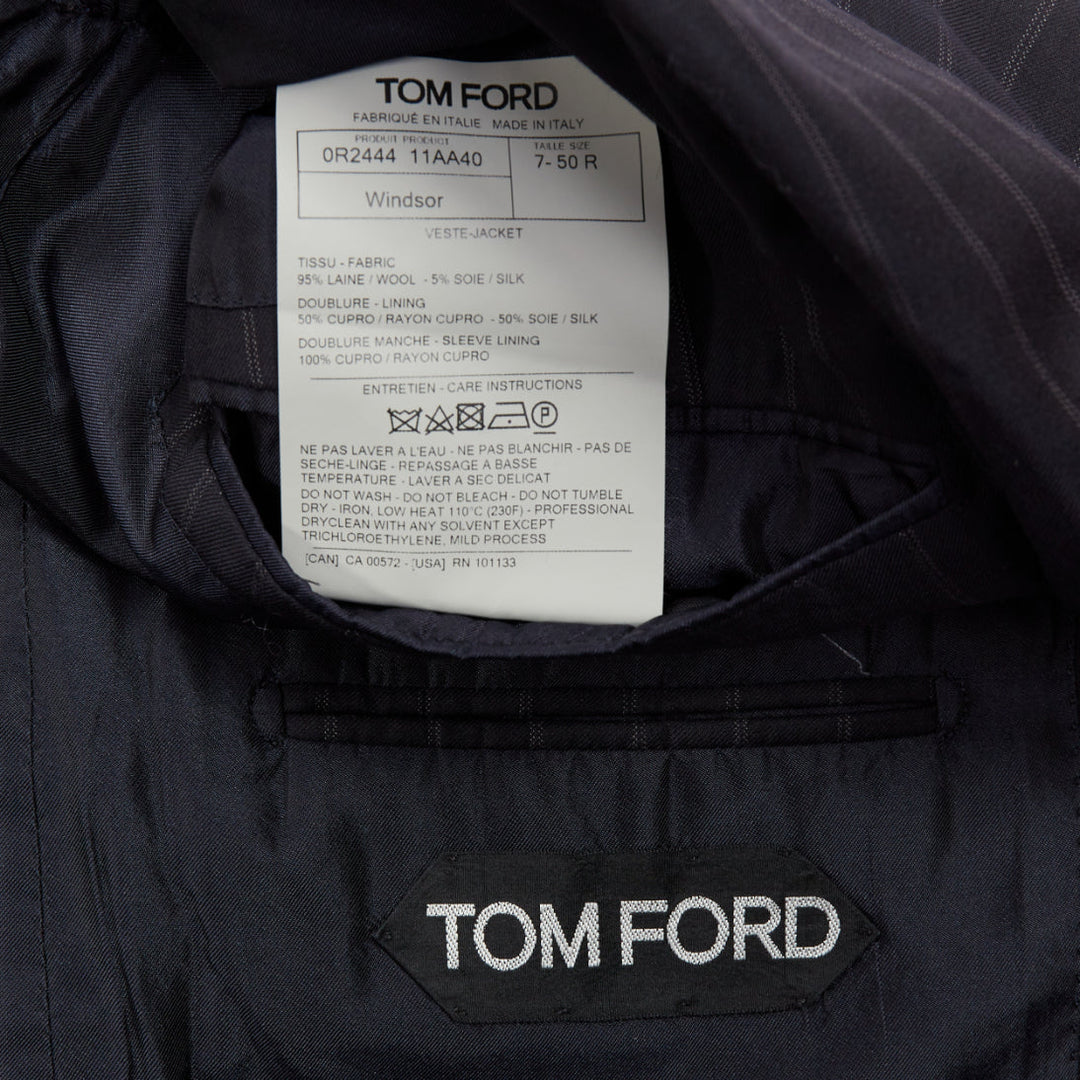 TOM FORD
FABRIQUÉ EN ITALIE MADE IN ITALY
PRODUIT PRODUCT
0R2444 11AA40
TAILLE SIZE
7- 50 R
Windsor
VESTE-JACKET
TISSU - FABRIC
95% LAINE / WOOL - 5% SOIE / SILK
DOUBLURE - LINING
50% CUPRO / RAYON CUPRO - 50% SOIE / SILK
DOUBLURE MANCHE - SLEEVE LINING
100% CUPRO / RAYON CUPRO
ENTRETIEN - CARE INSTRUCTIONS
P
NE PAS LAVER A L'EAU - NE PAS BLANCHIR - PAS DE
SECHE-LINGE - REPASSAGE A BASSE
TEMPERATURE - LAVER A SEC DELICAT
DO NOT WASH - DO NOT BLEACH - DO NOT TUMBLE
DRY - IRON, LOW HEAT 110°C (230F) - PROFESSIONAL
DRYCLEAN WITH ANY SOLVENT EXCEPT
TRICHLOROETHYLENE, MILD PROCESS
[CAN] CA 00572 - [USA] RN 101133
TOM FORD